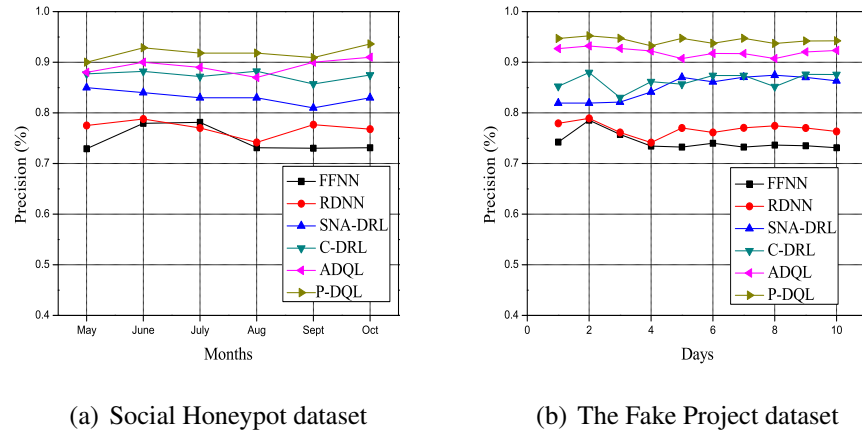 1.0
0.9
0.8
0.7
0.6
0.5
0.4
Precision (%)
May June July Aug Sept Oct
Months
FFNN
RDNN
SNA-DRL
C-DRL
ADQL
P-DQL
(a) Social Honeypot dataset
1.0
0.9
0.8
0.7
0.6
0.5
0.4
Precision (%)
0 2 4 6 8 10
Days
FFNN
RDNN
SNA-DRL
C-DRL
ADQL
P-DQL
(b) The Fake Project dataset